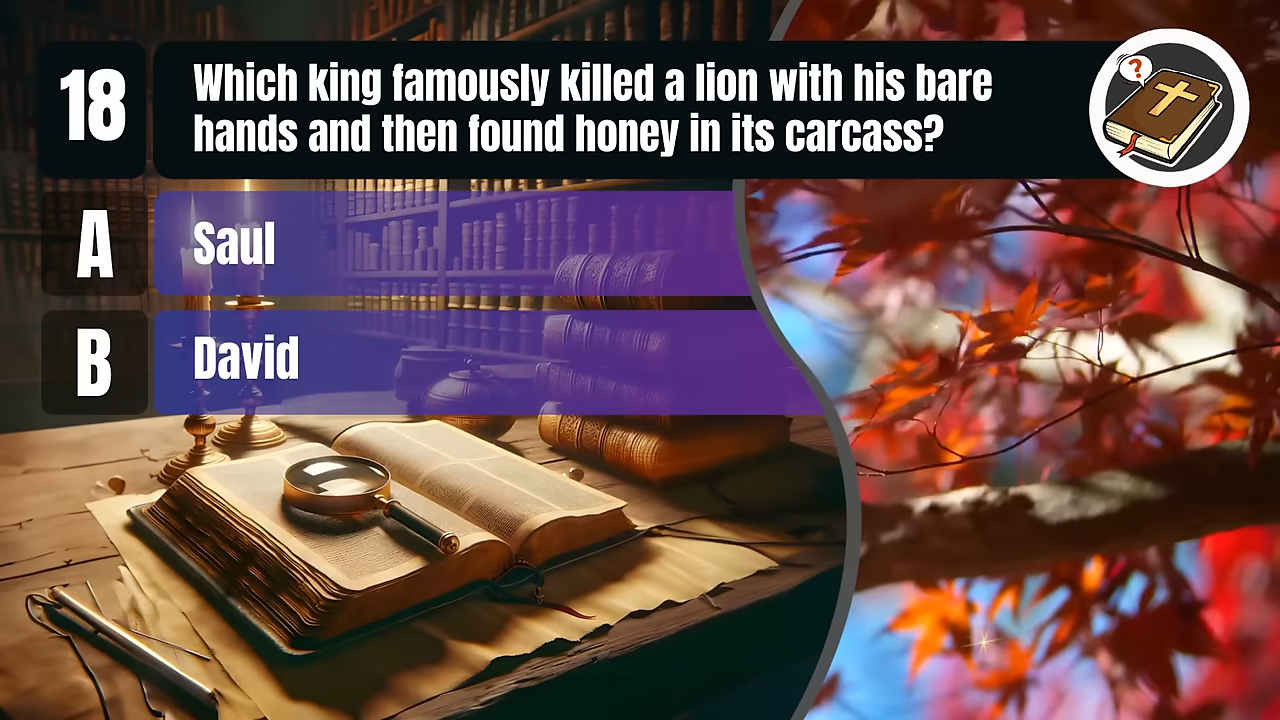 18
Which king famously killed a lion with his bare
hands and then found honey in its carcass?
A
Saul
B
David
?